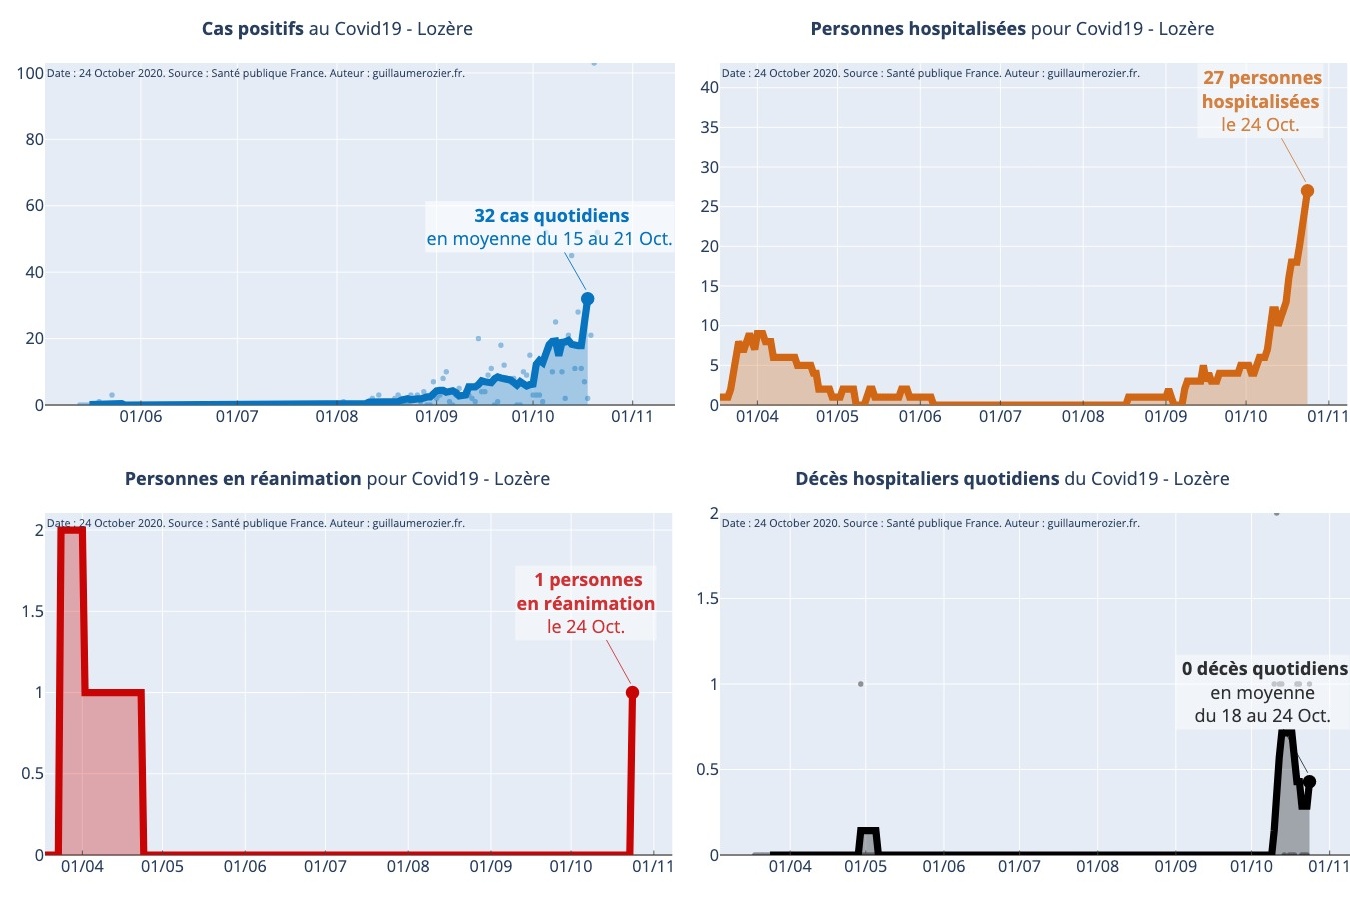 Cas positifs au Covid19 - Lozère
Date : 24 October 2020. Source : Santé publique France. Auteur : guillaumerozier.fr.
100
80
60
40
20
0
32 cas quotidiens
en moyenne du 15 au 21 Oct.
01/06 01/07 01/08 01/09 01/10 01/11
Personnes hospitalisées pour Covid19 - Lozère
Date : 24 October 2020. Source : Santé publique France. Auteur : guillaumerozier.fr.
40
35
30
25
20
15
10
5
0
27 personnes
hospitalisées
le 24 Oct.
01/04 01/05 01/06 01/07 01/08 01/09 01/10 01/11
Personnes en réanimation pour Covid19 - Lozère
Date : 24 October 2020. Source : Santé publique France. Auteur : guillaumerozier.fr.
2
1.5
1
0.5
0
1 personnes
en réanimation
le 24 Oct.
01/04 01/05 01/06 01/07 01/08 01/09 01/10 01/11
Décès hospitaliers quotidiens du Covid19 - Lozère
Date : 24 October 2020. Source : Santé publique France. Auteur : guillaumerozier.fr.
2
1.5
1
0.5
0
0 décès quotidiens
en moyenne
du 18 au 24 Oct.
01/04 01/05 01/06 01/07 01/08 01/09 01/10 01/11